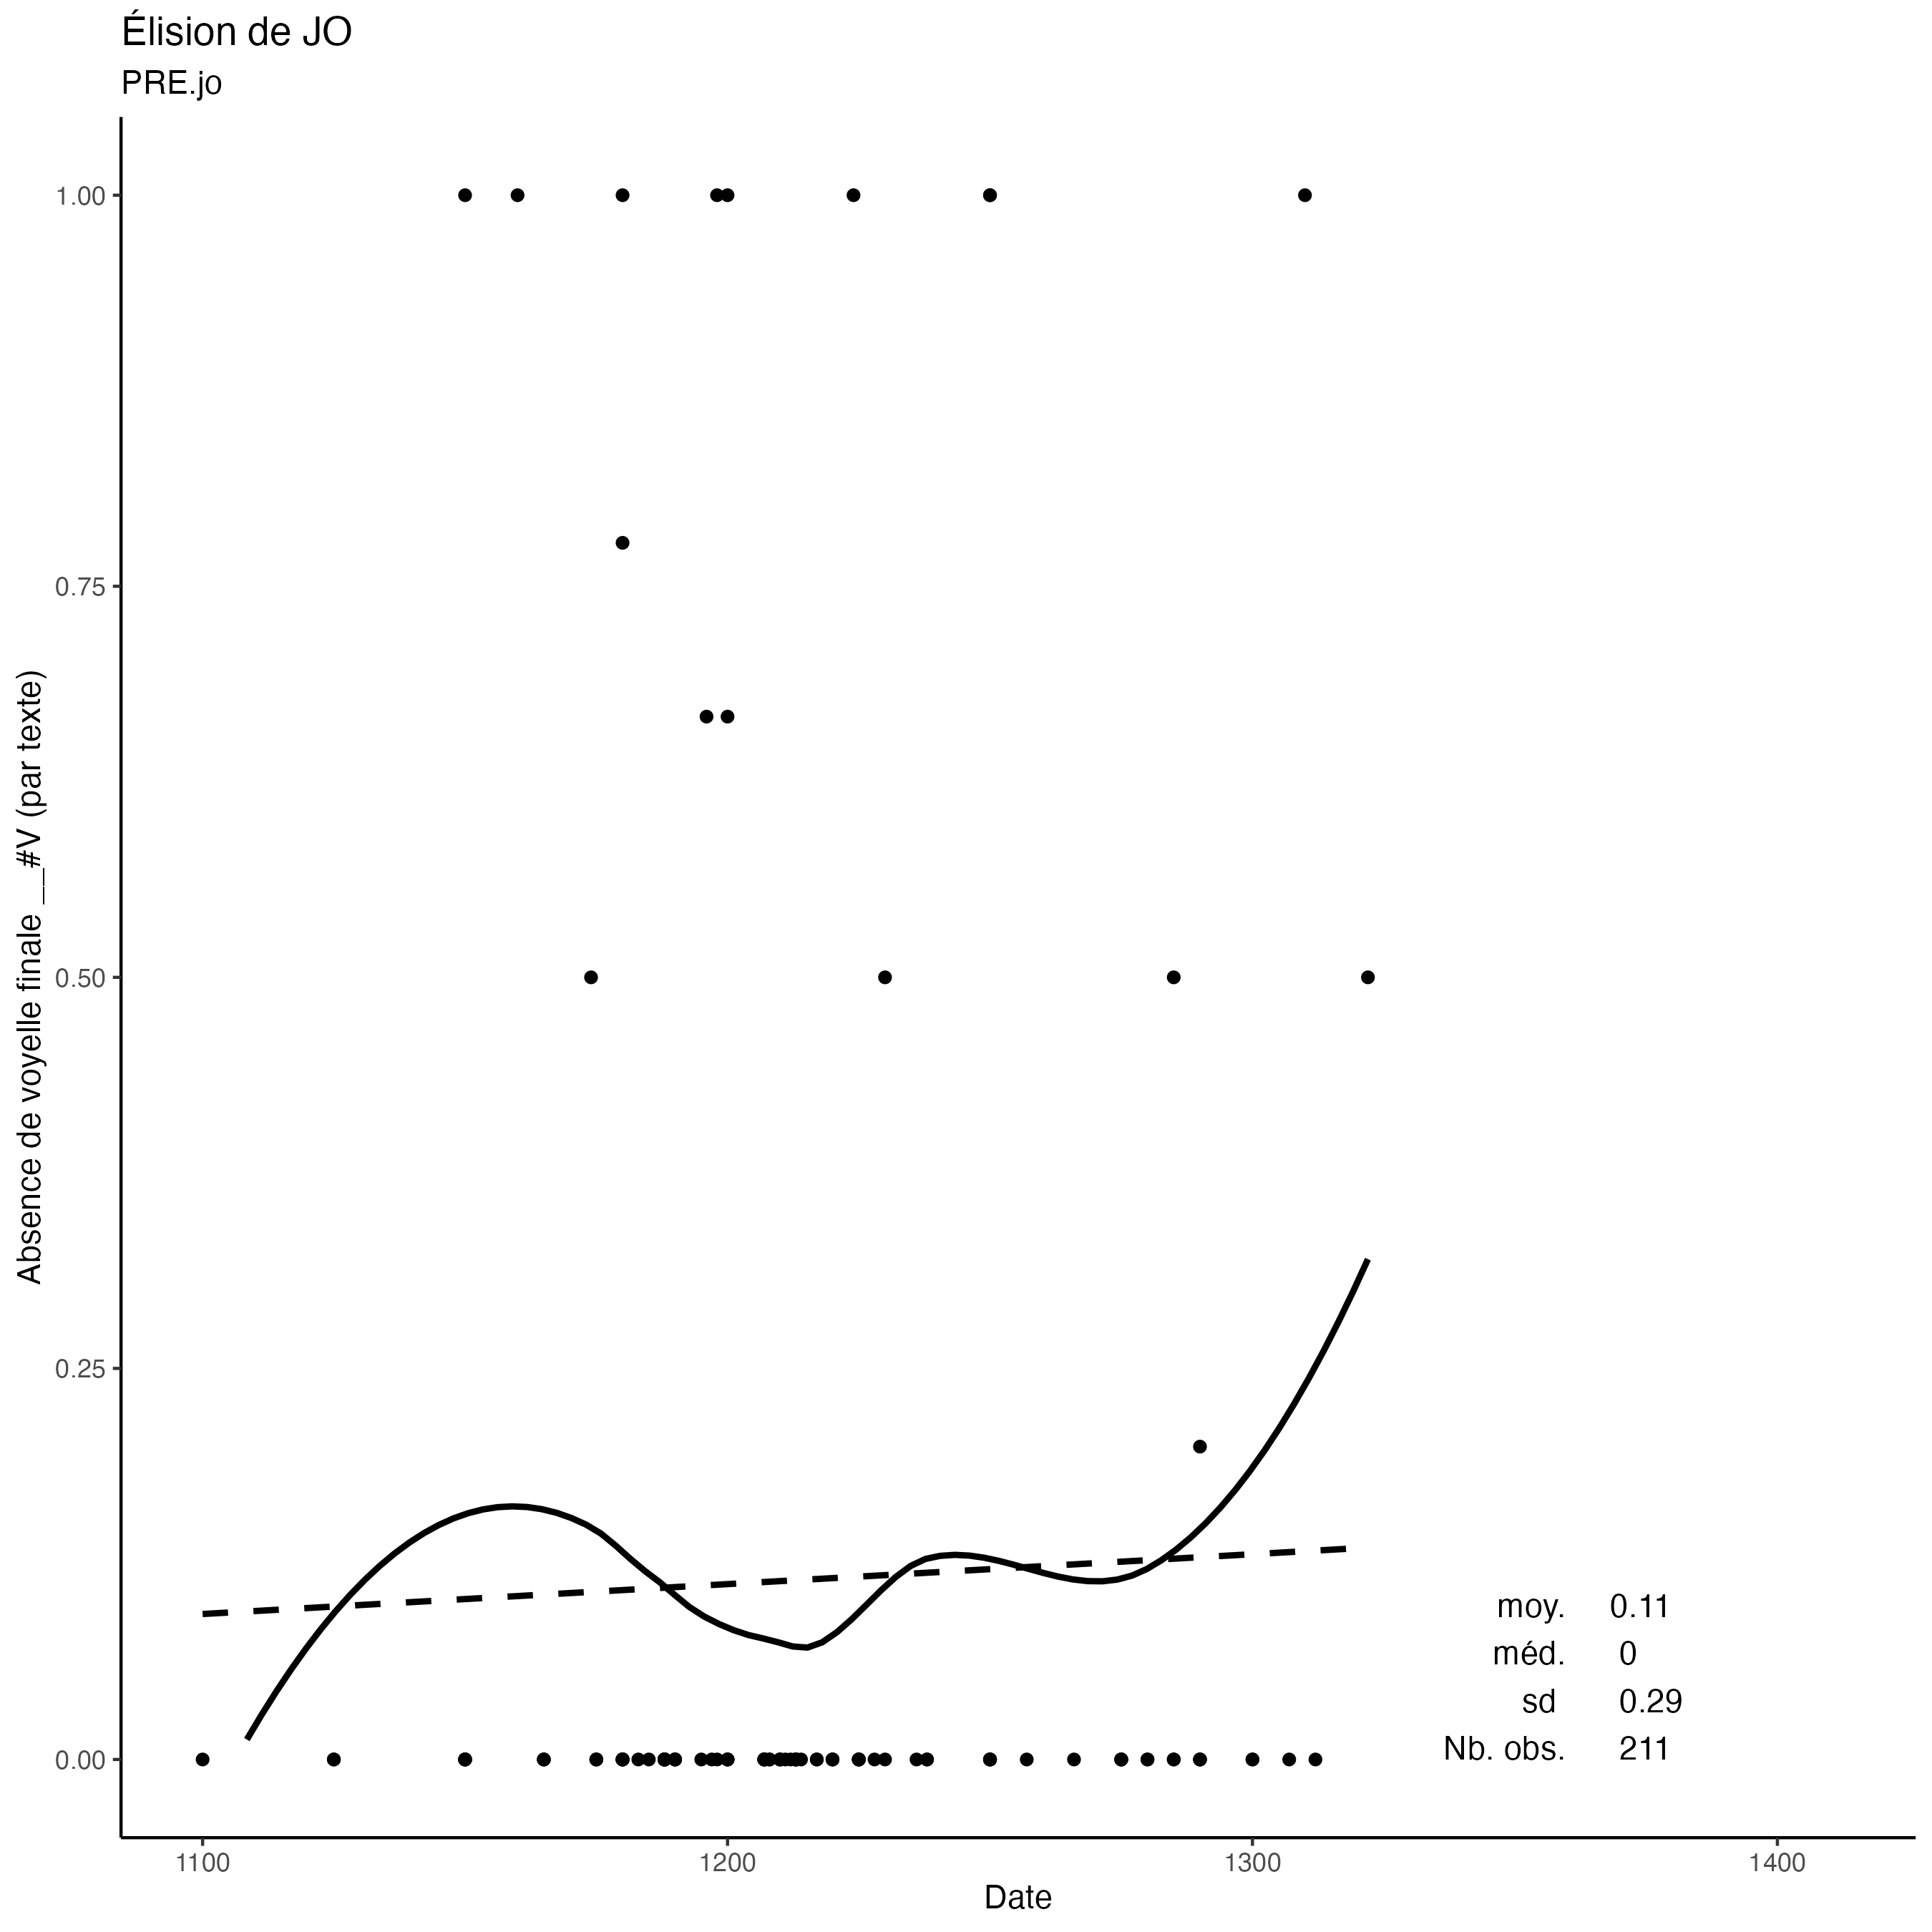 Élision de JO
PRE.jo
Absence de voyelle finale __#V (par texte)
1.00
0.75
0.50
0.25
0.00
moy. 0.11
méd. 0
sd 0.29
Nb. obs. 211
1100 1200 1300 1400
Date